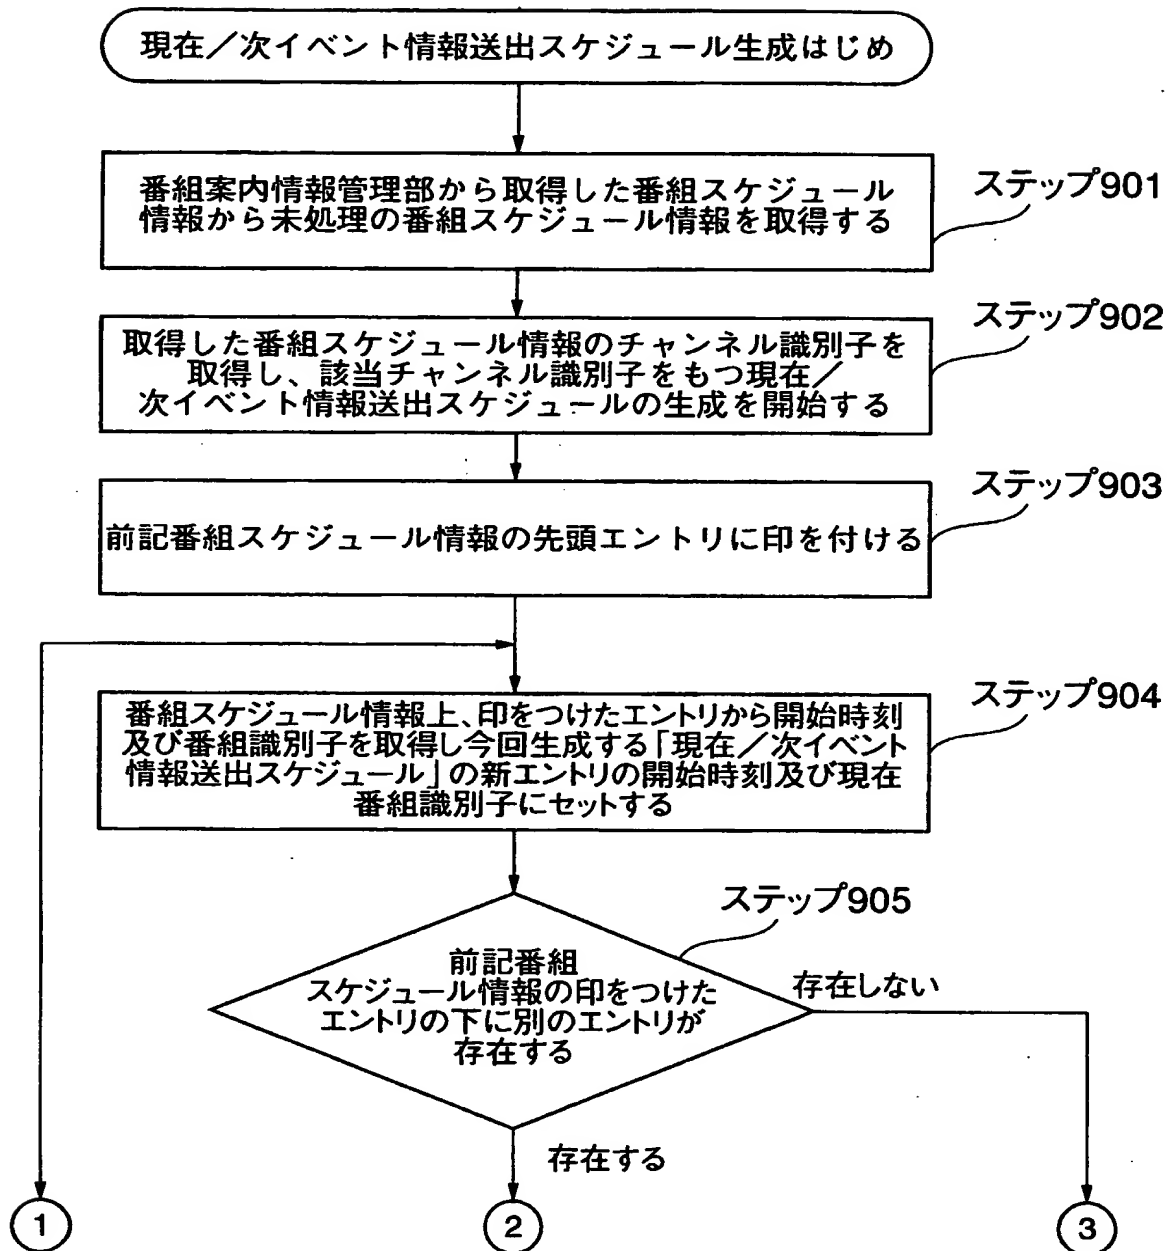 現在／次イベント情報送出スケジュール生成はじめ
番組案内情報管理部から取得した番組スケジュール
情報から未処理の番組スケジュール情報を取得する
ステップ901
取得した番組スケジュール情報のチャンネル識別子を
取得し、該当チャンネル識別子をもつ現在／
次イベント情報送出スケジュールの生成を開始する
ステップ902
前記番組スケジュール情報の先頭エントリに印を付ける
ステップ903
番組スケジュール情報上、印をつけたエントリから開始時刻
及び番組識別子を取得し今回生成する「現在／次イベント
情報送出スケジュール」の新エントリの開始時刻及び現在
番組識別子にセットする
ステップ904
前記番組
スケジュール情報の印をつけた
エントリの下に別のエントリが
存在する
ステップ905
存在しない
存在する
1
2
3